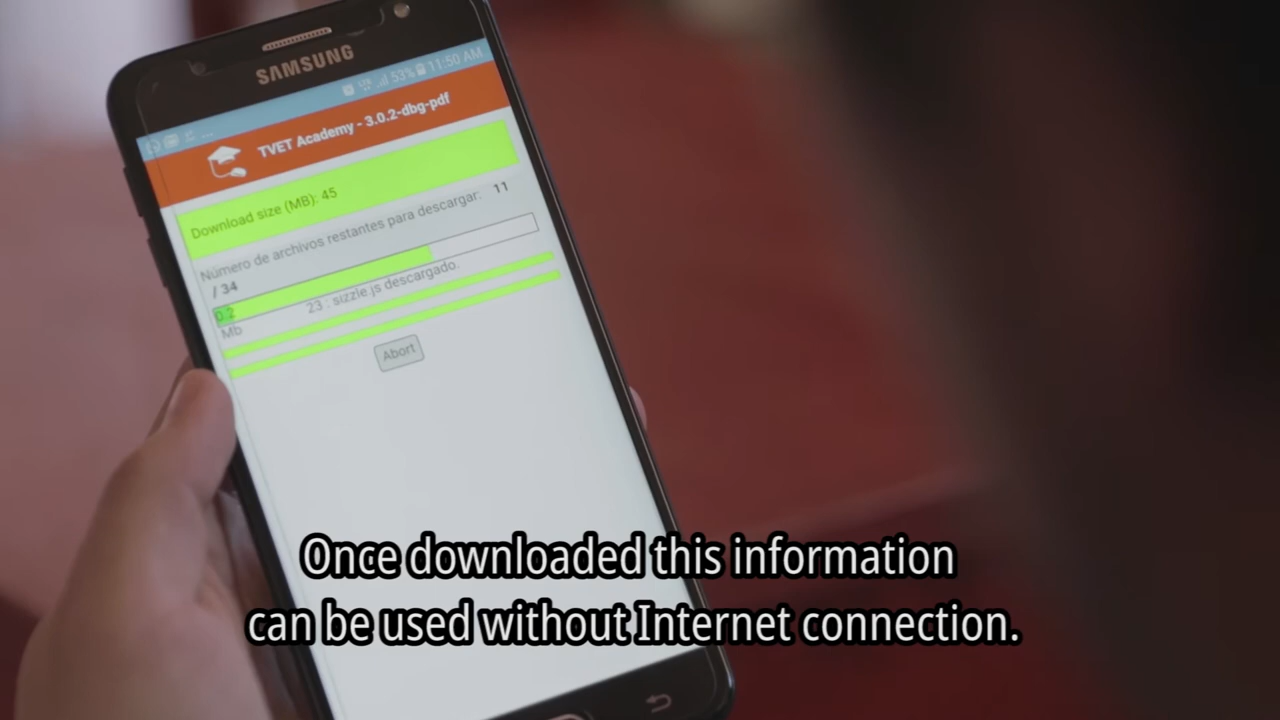 SAMSUNG
53% 11:50 AM
TVET Academy - 3.0.2-dbg-pdf
Download size (MB): 45
Número de archivos restantes para descargar: 11
/ 34
0.2
Mb
23 : sizzle.js descargado.
Abort
Once downloaded this information
can be used without Internet connection.